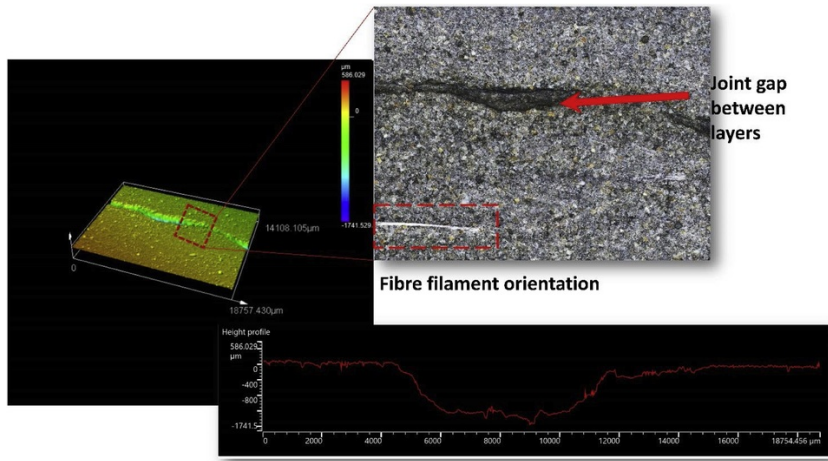 µm
586.029
0
-1741.529
14108.105µm
0
18757.430µm
Joint gap
between
layers
Fibre filament orientation
Height profile
586.029
µm
0
-400
-800
-1741.5
0
2000
4000
6000
8000
10000
12000
14000
16000
18754.456 µm